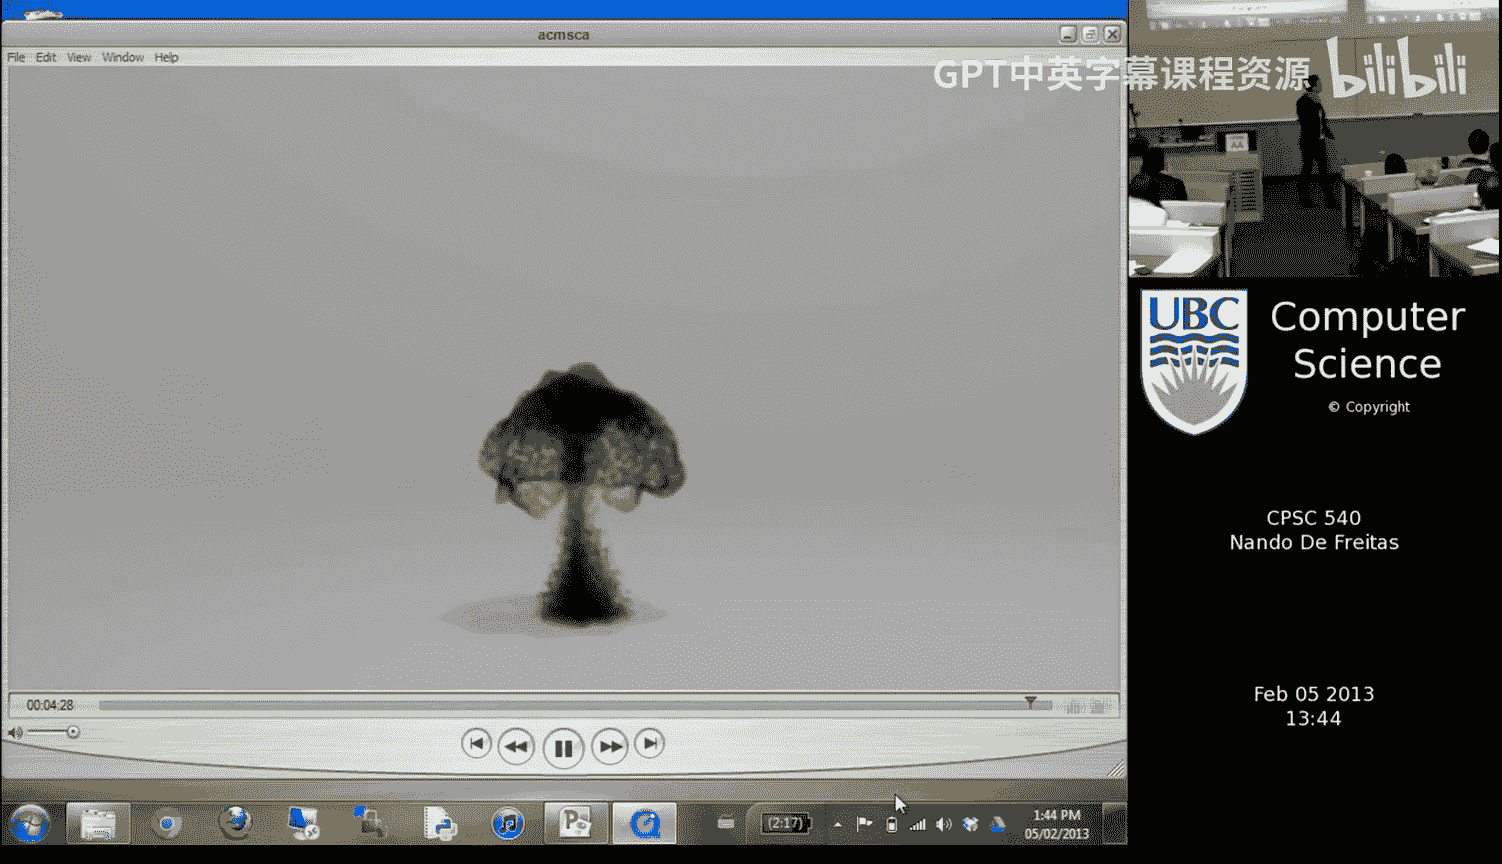 acmsca
File Edit View Window Help
GPT中英字幕课程资源 bilibili
00:04:28
(2:17)
1:44 PM
05/02/2013
UBC
Computer
Science
© Copyright
CPSC 540
Nando De Freitas
Feb 05 2013
13:44